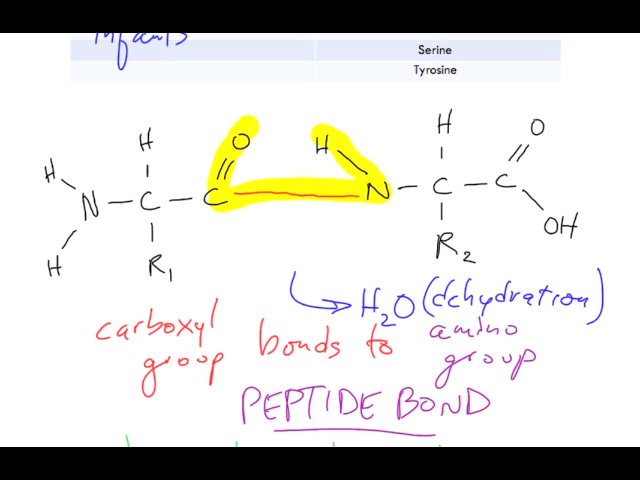 infants
Serine
Tyrosine
H H O H H O
H N C C N C C OH
H R1 R2
H2O (dehydration)
carboxyl group bonds to amino group
PEPTIDE BOND